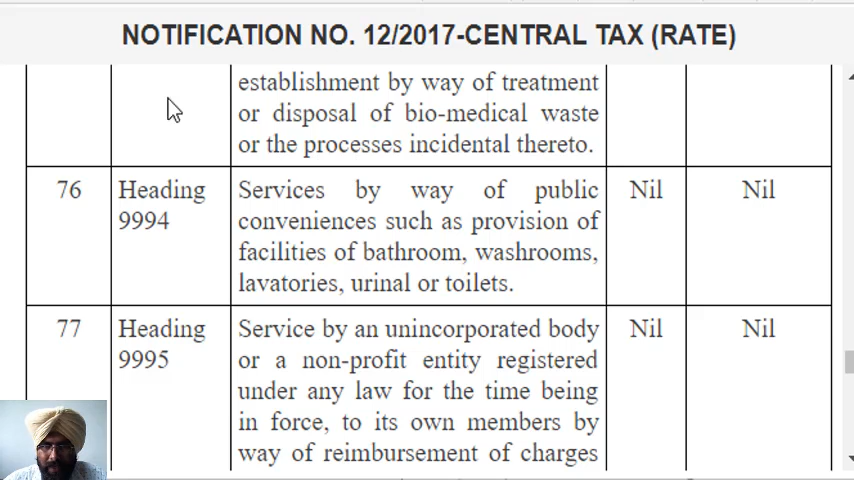 NOTIFICATION NO. 12/2017-CENTRAL TAX (RATE)
establishment by way of treatment
or disposal of bio-medical waste
or the processes incidental thereto.
76 Heading Services by way of public Nil Nil
9994 conveniences such as provision of
facilities of bathroom, washrooms,
lavatories, urinal or toilets.
77 Heading Service by an unincorporated body Nil Nil
9995 or a non-profit entity registered
under any law for the time being
in force, to its own members by
way of reimbursement of charges